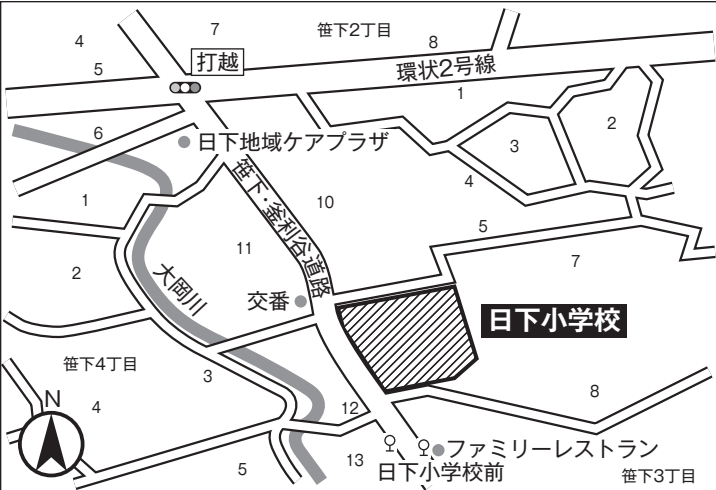 4
7
笹下2丁目
8
5
打越
環状2号線
1
6
日下地域ケアプラザ
3
2
4
1
笹下・釜利谷道路
10
5
11
7
2
大岡川
交番
日下小学校
笹下4丁目
3
8
4
N
12
ファミリーレストラン
5
13
日下小学校前
笹下3丁目